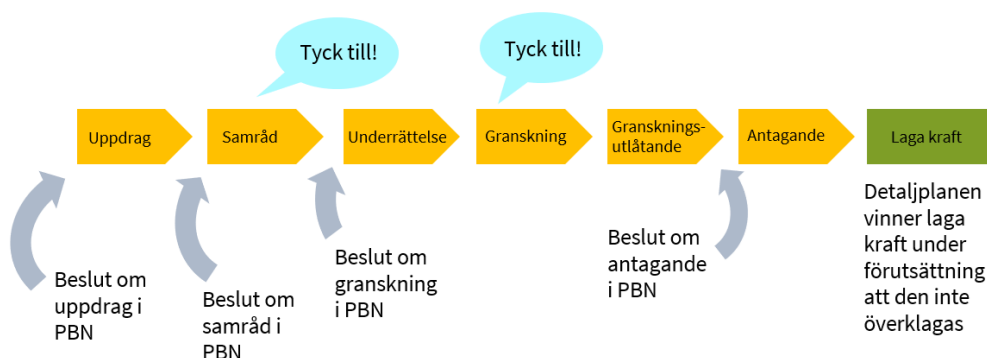 Tyck till!
Tyck till!
Uppdrag
Samråd
Underrättelse
Granskning
Gransknings-
utlåtande
Antagande
Laga kraft
Beslut om
uppdrag i
PBN
Beslut om
samråd i
PBN
Beslut om
granskning
i PBN
Beslut om
antagande
i PBN
Detaljplanen
vinner laga
kraft under
förutsättning
att den inte
överklagas